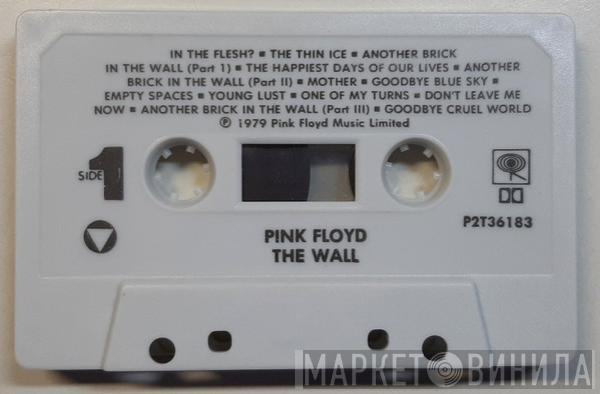 IN THE FLESH? ■ THE THIN ICE ■ ANOTHER BRICK
IN THE WALL (Part 1) ■ THE HAPPIEST DAYS OF OUR LIVES ■ ANOTHER
BRICK IN THE WALL (Part II) ■ MOTHER ■ GOODBYE BLUE SKY ■
EMPTY SPACES ■ YOUNG LUST ■ ONE OF MY TURNS ■ DON'T LEAVE ME
NOW ■ ANOTHER BRICK IN THE WALL (Part III) ■ GOODBYE CRUEL WORLD
℗ 1979 Pink Floyd Music Limited
SIDE 1
P2T36183
PINK FLOYD
THE WALL
МАРКЕТ ВИНИЛА